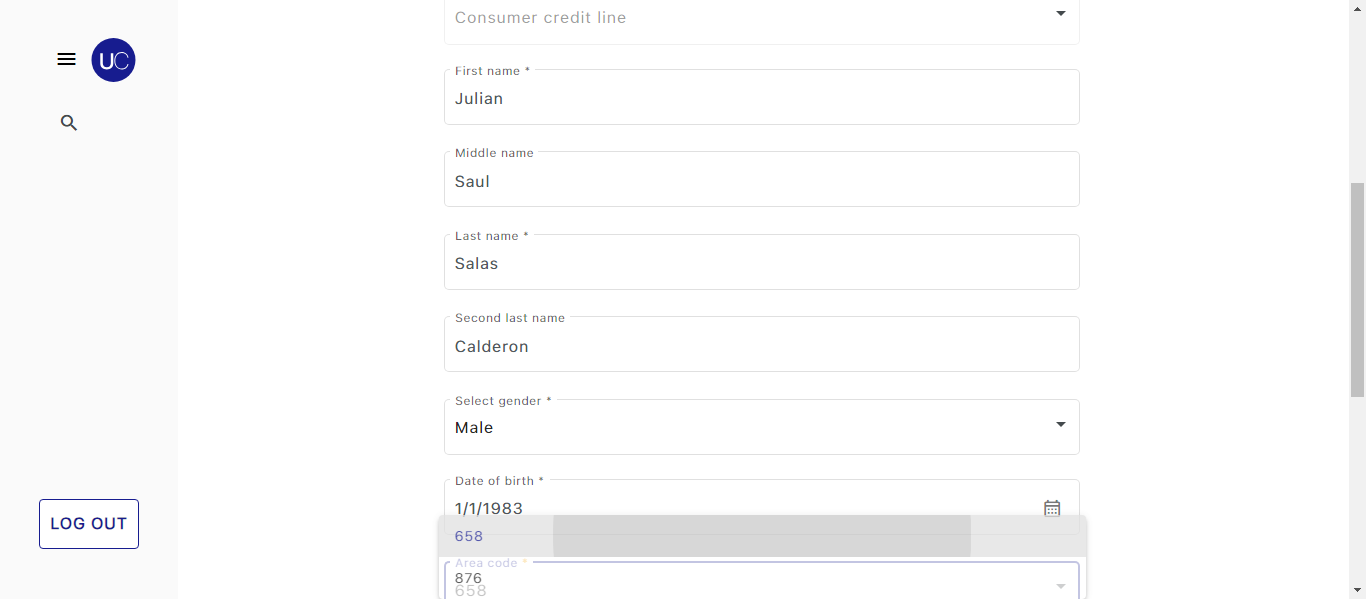 Consumer credit line
UC
First name *
Julian
Middle name
Saul
Last name *
Salas
Second last name
Calderon
Select gender *
Male
Date of birth *
1/1/1983
LOG OUT
658
Area code *
876
658